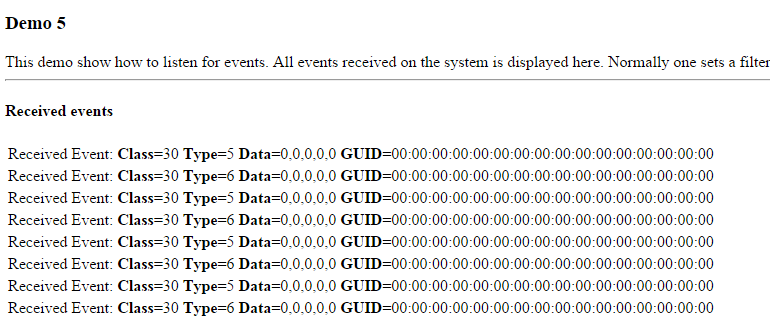 Demo 5
This demo show how to listen for events. All events received on the system is displayed here. Normally one sets a filter
Received events
Received Event: Class=30 Type=5 Data=0,0,0,0,0 GUID=00:00:00:00:00:00:00:00:00:00:00:00:00:00:00:00
Received Event: Class=30 Type=6 Data=0,0,0,0,0 GUID=00:00:00:00:00:00:00:00:00:00:00:00:00:00:00:00
Received Event: Class=30 Type=5 Data=0,0,0,0,0 GUID=00:00:00:00:00:00:00:00:00:00:00:00:00:00:00:00
Received Event: Class=30 Type=6 Data=0,0,0,0,0 GUID=00:00:00:00:00:00:00:00:00:00:00:00:00:00:00:00
Received Event: Class=30 Type=5 Data=0,0,0,0,0 GUID=00:00:00:00:00:00:00:00:00:00:00:00:00:00:00:00
Received Event: Class=30 Type=6 Data=0,0,0,0,0 GUID=00:00:00:00:00:00:00:00:00:00:00:00:00:00:00:00
Received Event: Class=30 Type=5 Data=0,0,0,0,0 GUID=00:00:00:00:00:00:00:00:00:00:00:00:00:00:00:00
Received Event: Class=30 Type=6 Data=0,0,0,0,0 GUID=00:00:00:00:00:00:00:00:00:00:00:00:00:00:00:00